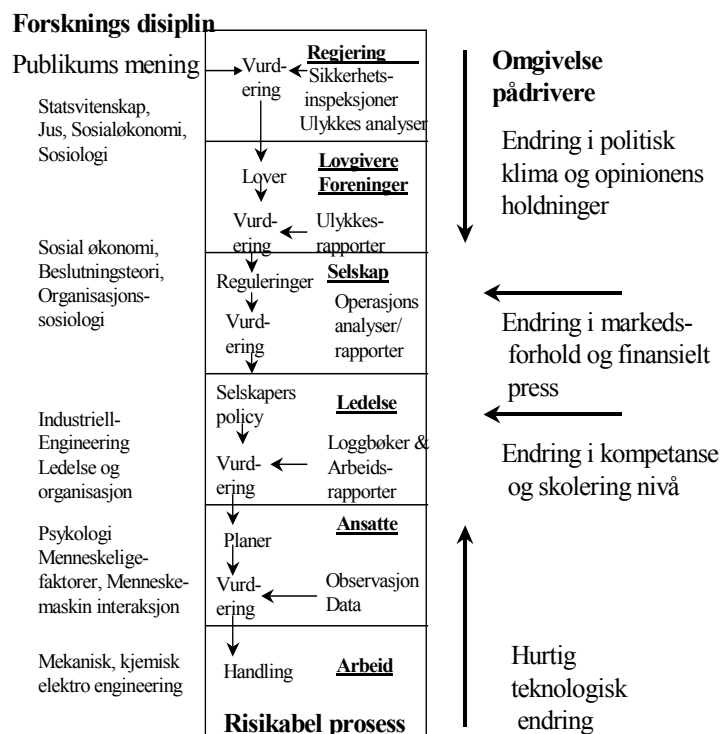 Forsknings disiplin
Publikums mening
Statsvitenskap,
Jus, Sosialøkonomi,
Sosiologi
Sosial økonomi,
Beslutningsteori,
Organisasjons-
sosiologi
Industriell-
Engineering
Ledelse og
organisasjon
Psykologi
Menneskelige-
faktorer, Menneske-
maskin interaksjon
Mekanisk, kjemisk
elektro engineering
Regjering
Vurd-
ering
Sikkerhets-
inspeksjoner
Ulykkes analyser
Lovgivere
Foreninger
Lover
Vurd-
ering
Ulykkes-
rapporter
Reguleringer
Selskap
Vurd-
ering
Operasjons
analyser/
rapporter
Selskapers
policy
Ledelse
Vurd-
ering
Loggbøker &
Arbeids-
rapporter
Ansatte
Planer
Vurd-
ering
Observasjon
Data
Handling
Arbeid
Risikabel prosess
Omgivelse
pådrivere
Endring i politisk
klima og opinionens
holdninger
Endring i markeds-
forhold og finansielt
press
Endring i kompetanse
og skolering nivå
Hurtig
teknologisk
endring